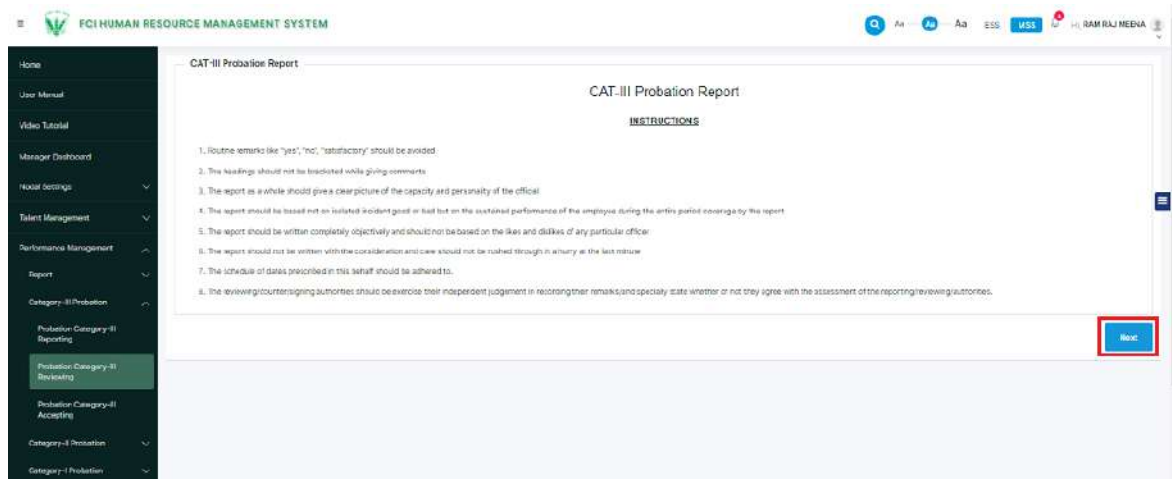 FCI HUMAN RESOURCE MANAGEMENT SYSTEM
Aa Aa Aa ESS MSS Hi, RAM RAJ MEENA
Home
User Manual
Video Tutorial
Manager Dashboard
Nodal Settings
Talent Management
Performance Management
Report
Category-III Probation
Probation Category-III
Reporting
Probation Category-III
Reviewing
Probation Category-III
Accepting
Category-II Probation
Category-I Probation
CAT-III Probation Report
CAT-III Probation Report
INSTRUCTIONS
1. Routine remarks like "yes", "no", "satisfactory" should be avoided
2. The headings should not be bracketed while giving comments
3. The report as a whole should give a clear picture of the capacity and personality of the official
4. The report should be based not on isolated incident good or bad but on the sustained performance of the employee during the entire period coverage by the report
5. The report should be written completely objectively and should not be based on the likes and dislikes of any particular officer
6. The report should not be written with the consideration and care should not be rushed through in a hurry at the last minute
7. The schedule of dates prescribed in this behalf should be adhered to.
8. The reviewing/countersigning authorities should be exercise their independent judgement in recording their remarks/and specially state whether or not they agree with the assessment of the reporting/reviewing/authorities.
Next